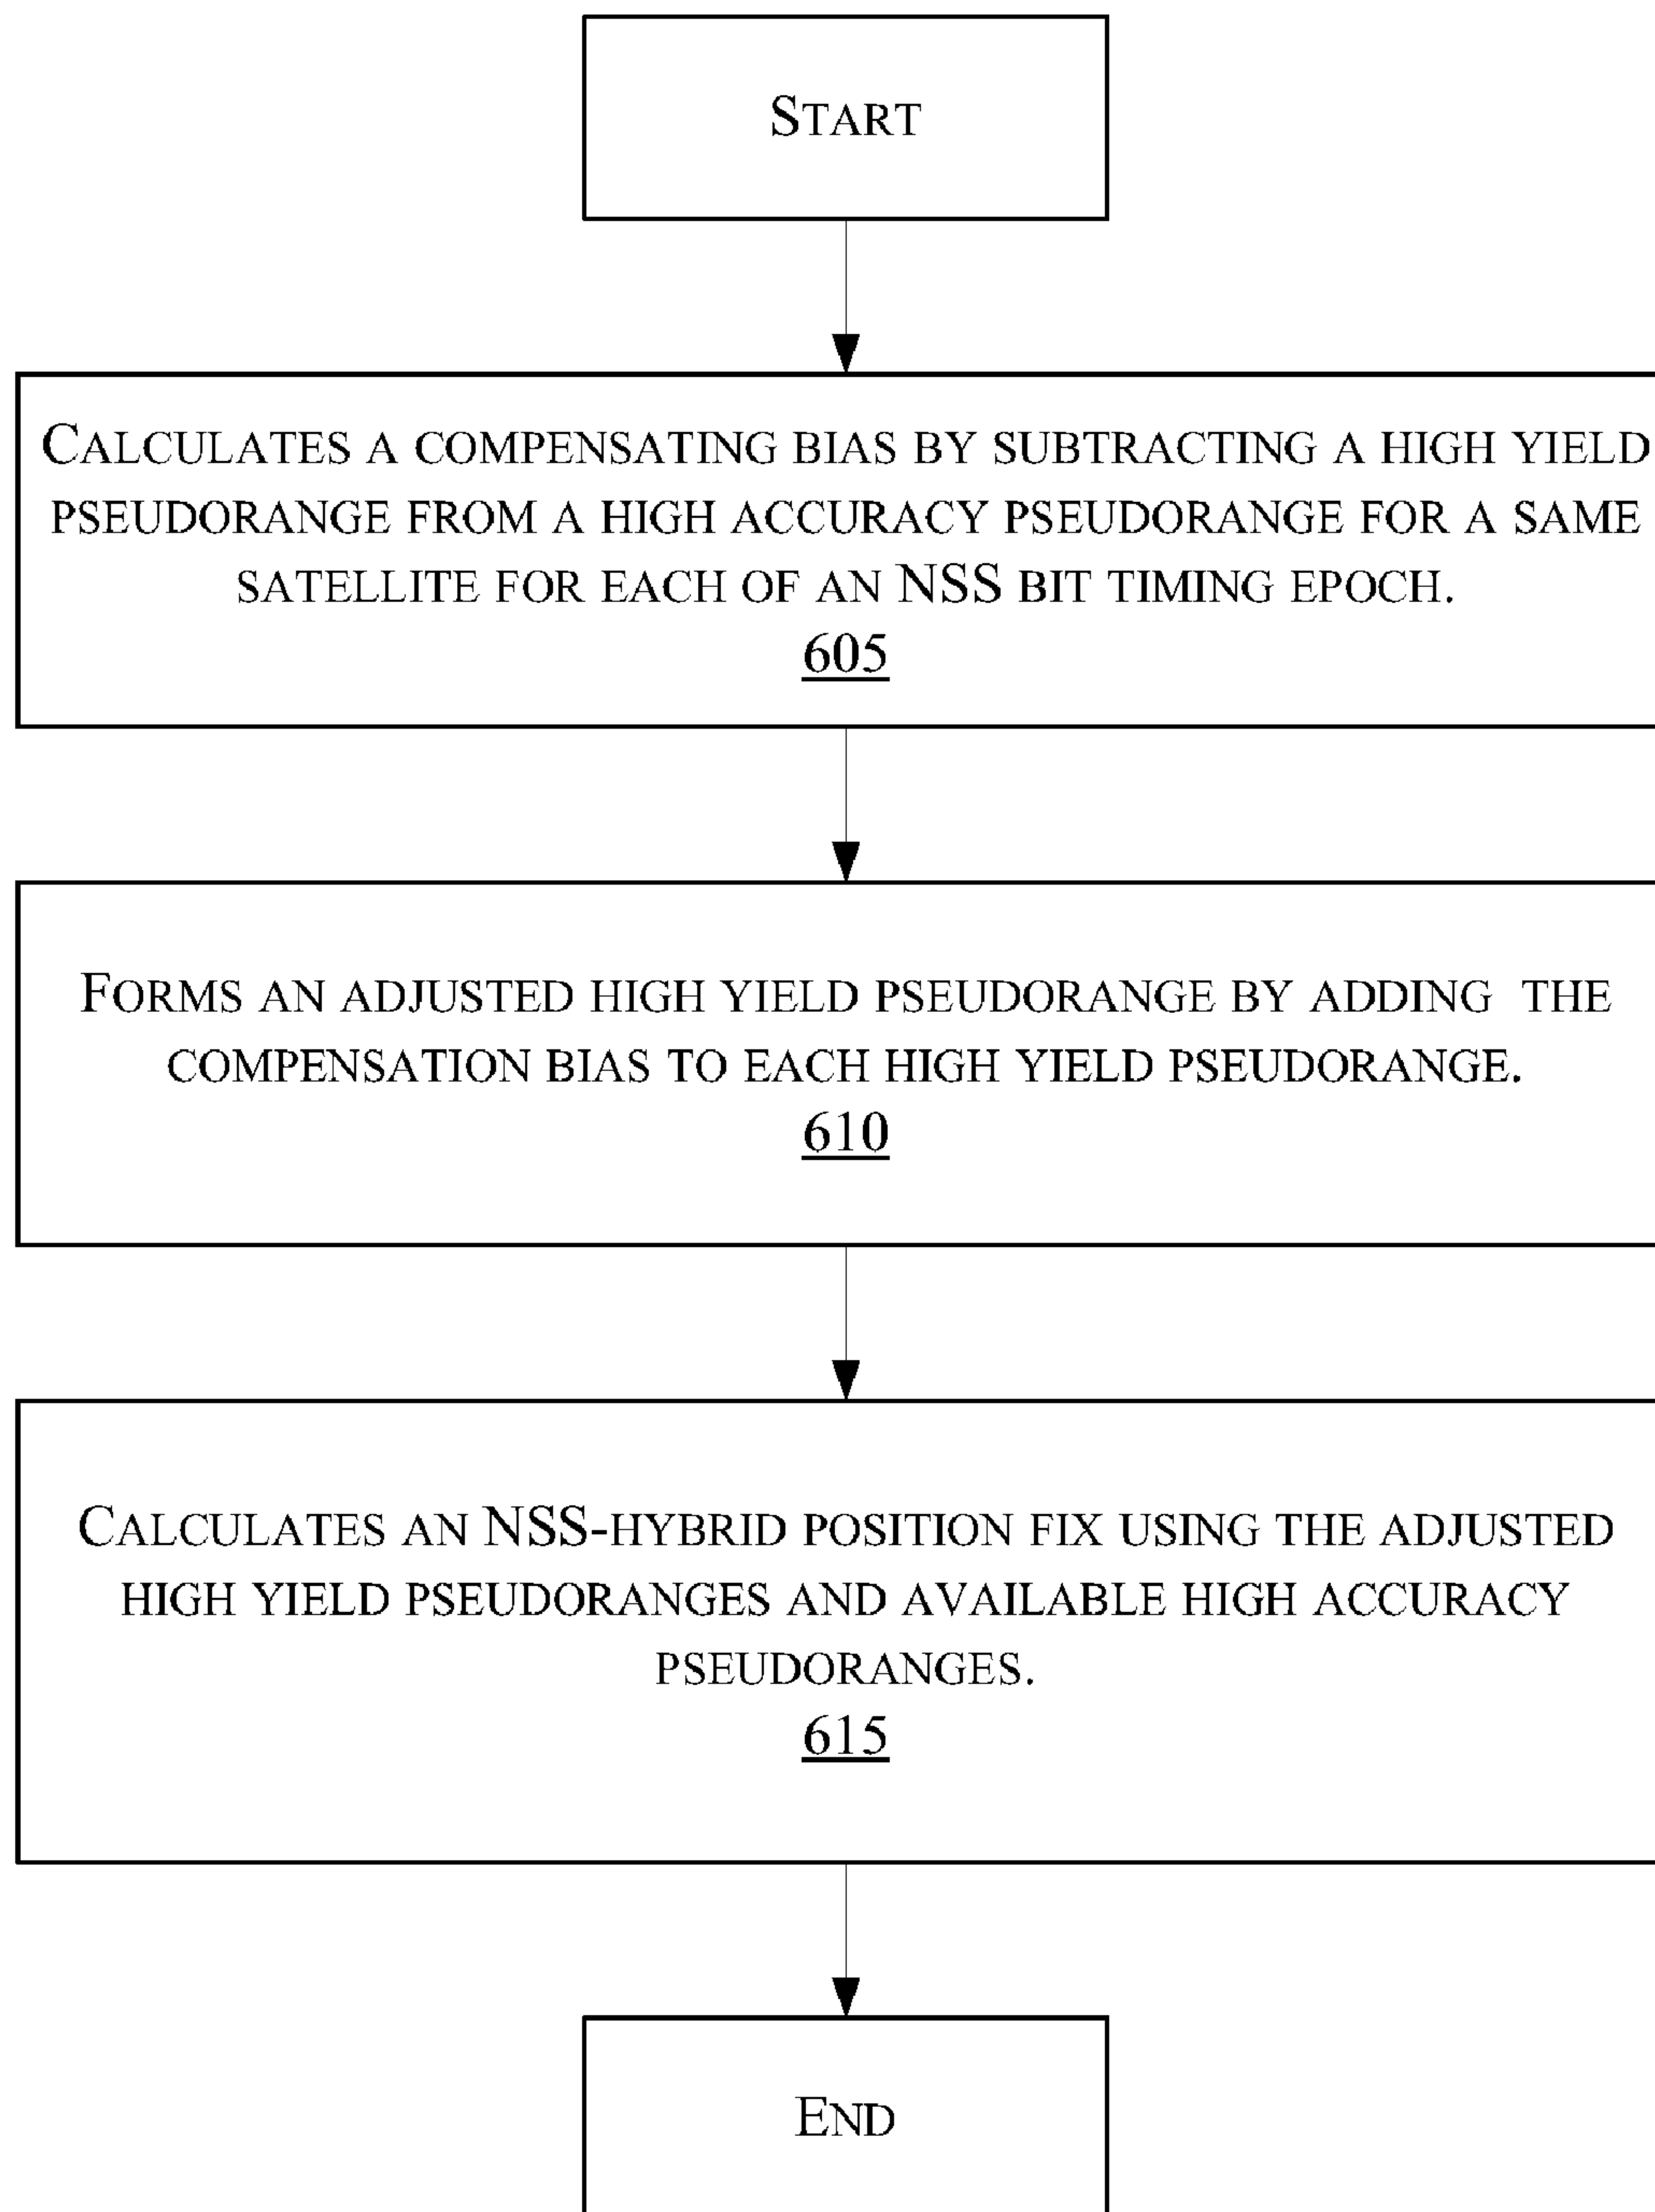 START
CALCULATES A COMPENSATING BIAS BY SUBTRACTING A HIGH YIELD
PSEUDORANGE FROM A HIGH ACCURACY PSEUDORANGE FOR A SAME
SATELLITE FOR EACH OF AN NSS BIT TIMING EPOCH.
605
FORMS AN ADJUSTED HIGH YIELD PSEUDORANGE BY ADDING THE
COMPENSATION BIAS TO EACH HIGH YIELD PSEUDORANGE.
610
CALCULATES AN NSS-HYBRID POSITION FIX USING THE ADJUSTED
HIGH YIELD PSEUDORANGES AND AVAILABLE HIGH ACCURACY
PSEUDORANGES.
615
END